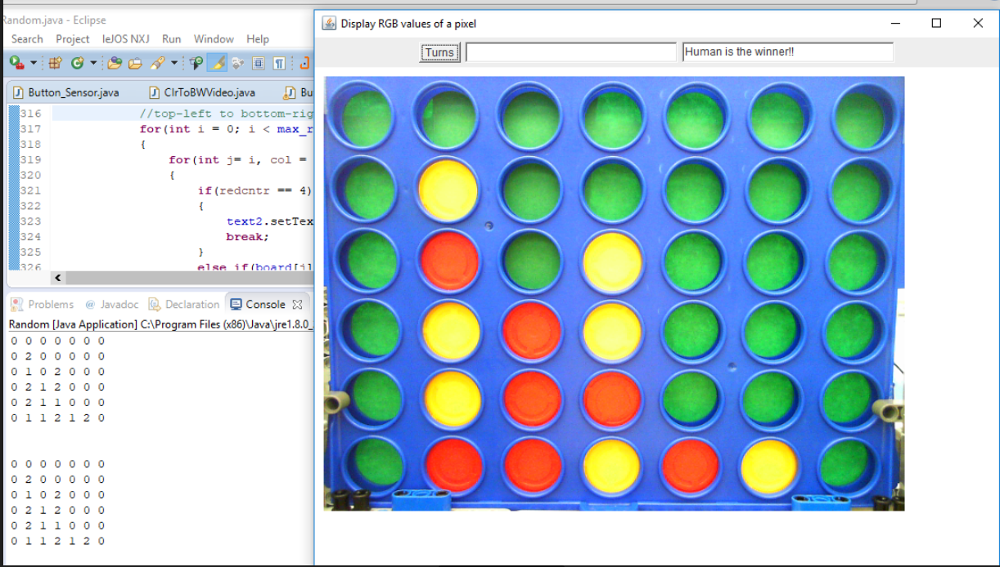 Random.java - Eclipse
Search Project leJOS NXJ Run Window Help
Button_Sensor.java ClrToBWVideo.java Bu
316 //top-left to bottom-rig
317 for(int i = 0; i < max_r
318 {
319 for(int j= i, col =
320 {
321 if(redcntr == 4)
322 {
323 text2.setTex
324 break;
325 }
326 else if(board[j]
Problems @ Javadoc Declaration Console
Random [Java Application] C:\Program Files (x86)\Java\jre1.8.0_
0 0 0 0 0 0 0
0 2 0 0 0 0 0
0 1 0 2 0 0 0
0 2 1 2 0 0 0
0 2 1 1 0 0 0
0 1 1 2 1 2 0
0 0 0 0 0 0 0
0 2 0 0 0 0 0
0 1 0 2 0 0 0
0 2 1 2 0 0 0
0 2 1 1 0 0 0
0 1 1 2 1 2 0
Display RGB values of a pixel
Turns Human is the winner!!